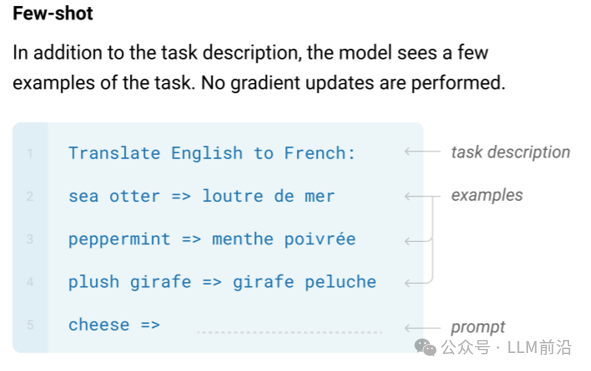 Few-shot
In addition to the task description, the model sees a few
examples of the task. No gradient updates are performed.
1 Translate English to French: task description
2 sea otter => loutre de mer examples
3 peppermint => menthe poivrée
4 plush girafe => girafe peluche
5 cheese => prompt
公众号 · LLM前沿